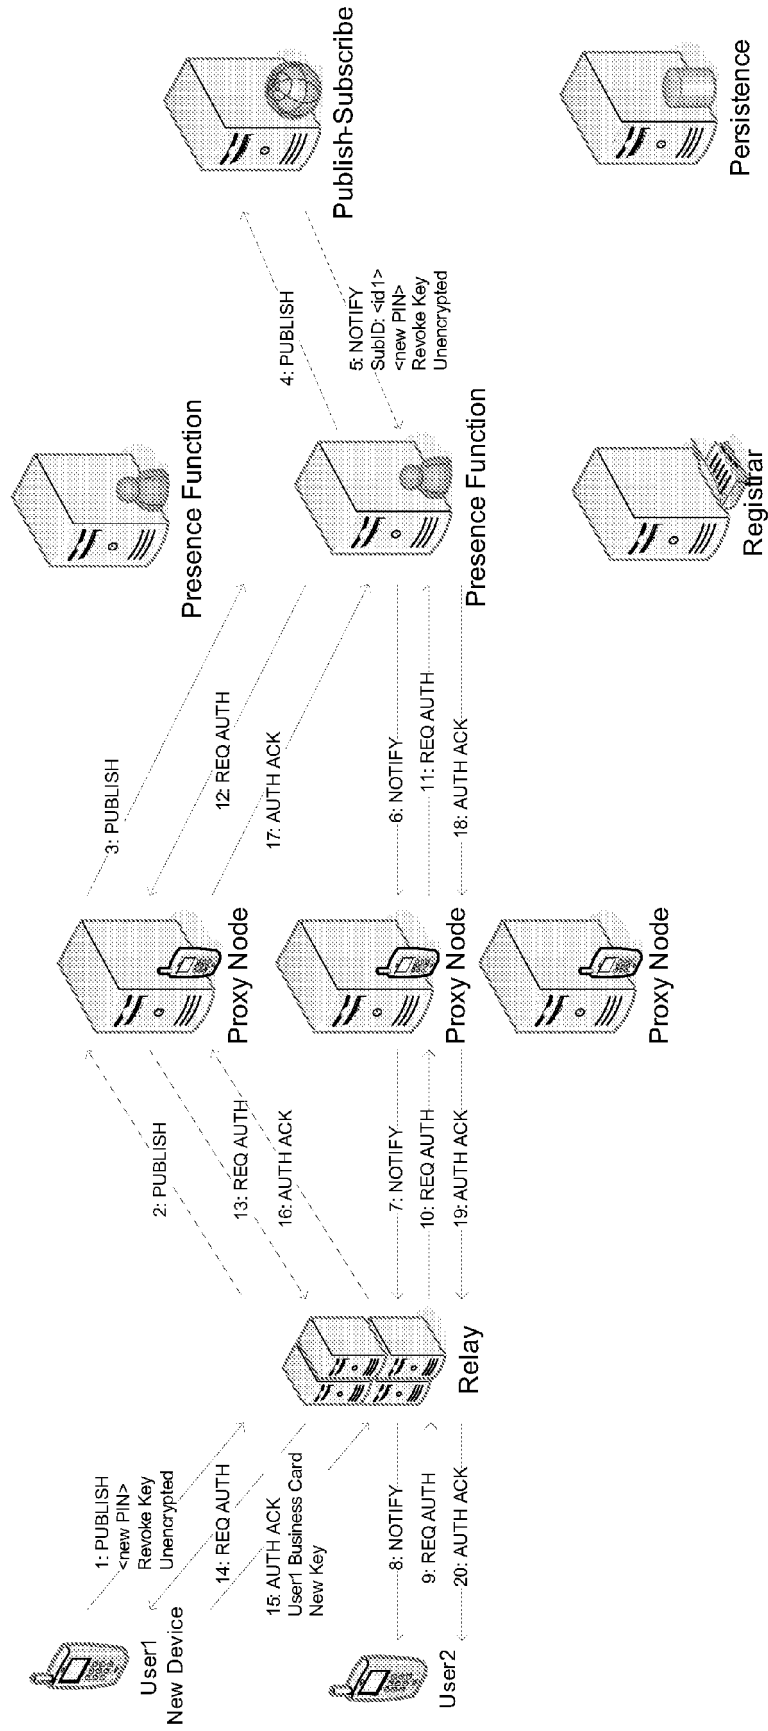 User1
New Device
1: PUBLISH
<new PIN>
Revoke Key
Unencrypted
14: REQ AUTH
15: AUTH ACK
User1 Business Card
New Key
User2
8: NOTIFY
9: REQ AUTH
20: AUTH ACK
Relay
2: PUBLISH
13: REQ AUTH
16: AUTH ACK
7: NOTIFY
10: REQ AUTH
19: AUTH ACK
Proxy Node
Proxy Node
Proxy Node
3: PUBLISH
12: REQ AUTH
17: AUTH ACK
6: NOTIFY
11: REQ AUTH
18: AUTH ACK
Presence Function
Presence Function
Registrar
4: PUBLISH
5: NOTIFY
SubID: <id1>
<new PIN>
Revoke Key
Unencrypted
Publish-Subscribe
Persistence